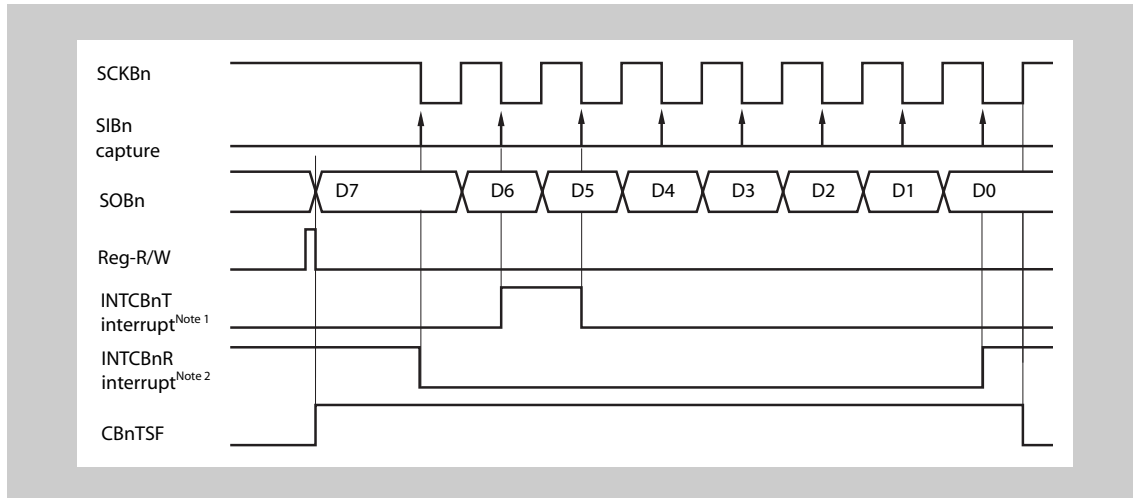 SCKBn
SIBn
capture
SOBn
D7 D6 D5 D4 D3 D2 D1 D0
Reg-R/W
INTCBnT
interruptNote 1
INTCBnR
interruptNote 2
CBnTSF